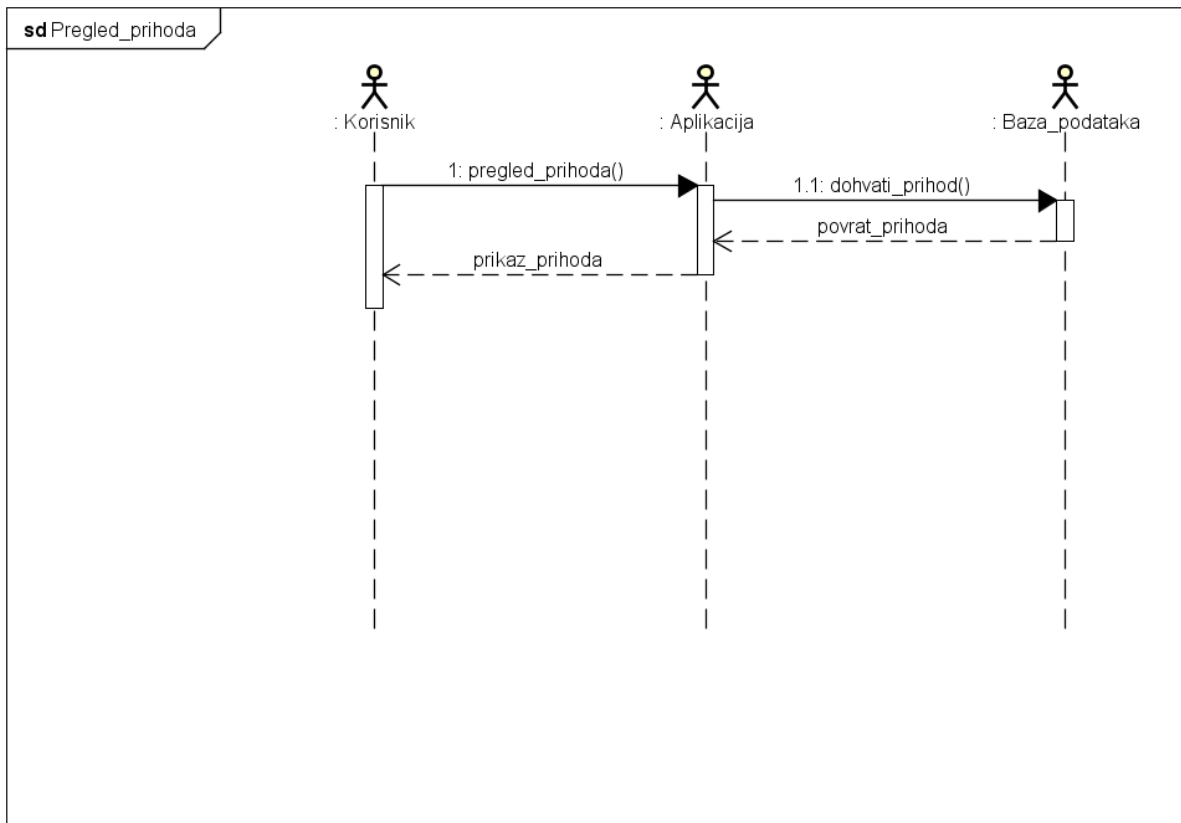 sd Pregled_prihoda
: Korisnik
: Aplikacija
: Baza_podataka
1: pregled_prihoda()
1.1: dohvati_prihod()
povrat_prihoda
prikaz_prihoda